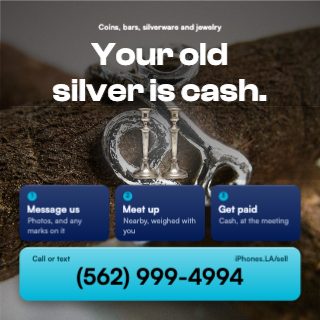 Coins, bars, silverware and jewelry
Your old
silver is cash.
Message us
Photos, and any
marks on it
Meet up
Nearby, weighed with
you
Get paid
Cash, at the meeting
Call or text
iPhones.LA/sell
(562) 999-4994